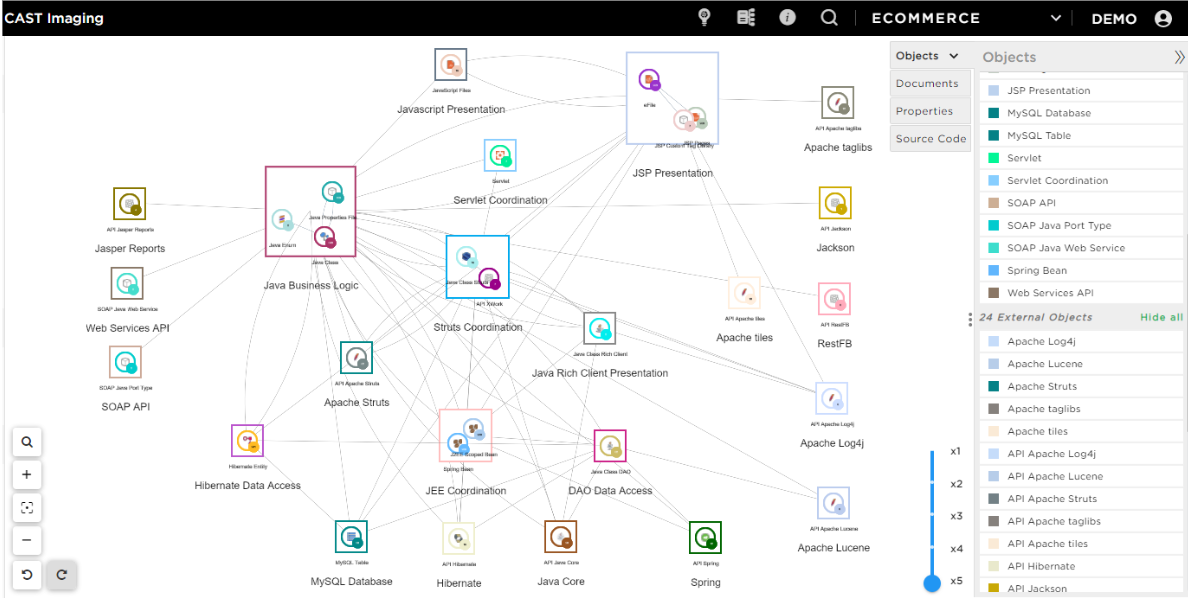 CAST Imaging
ECOMMERCE
DEMO
JavaScript Files
Javascript Presentation
eFile
JSP Custom Tag Library
JSP Presentation
API Apache taglibs
Apache taglibs
Servlet
Servlet Coordination
Java Properties File
Java Enum
Java Class
Java Business Logic
API Jasper Reports
Jasper Reports
API Jackson
Jackson
SOAP Java Web Service
Web Services API
API XWork
Struts Coordination
API Apache tiles
Apache tiles
API RestFB
RestFB
SOAP Java Port Type
SOAP API
Java Class Rich Client
Java Rich Client Presentation
API Apache Struts
Apache Struts
API Apache Log4j
Apache Log4j
Hibernate Entity
Hibernate Data Access
Spring Bean
JEE Coordination
Java Class DAO
DAO Data Access
API Apache Lucene
Apache Lucene
MySQL Table
MySQL Database
API Hibernate
Hibernate
API Java Core
Java Core
API Spring
Spring
x1
x2
x3
x4
x5
Objects
Documents
Properties
Source Code
Objects
JSP Presentation
MySQL Database
MySQL Table
Servlet
Servlet Coordination
SOAP API
SOAP Java Port Type
SOAP Java Web Service
Spring Bean
Web Services API
24 External Objects Hide all
Apache Log4j
Apache Lucene
Apache Struts
Apache taglibs
Apache tiles
API Apache Log4j
API Apache Lucene
API Apache Struts
API Apache taglibs
API Apache tiles
API Hibernate
API Jackson